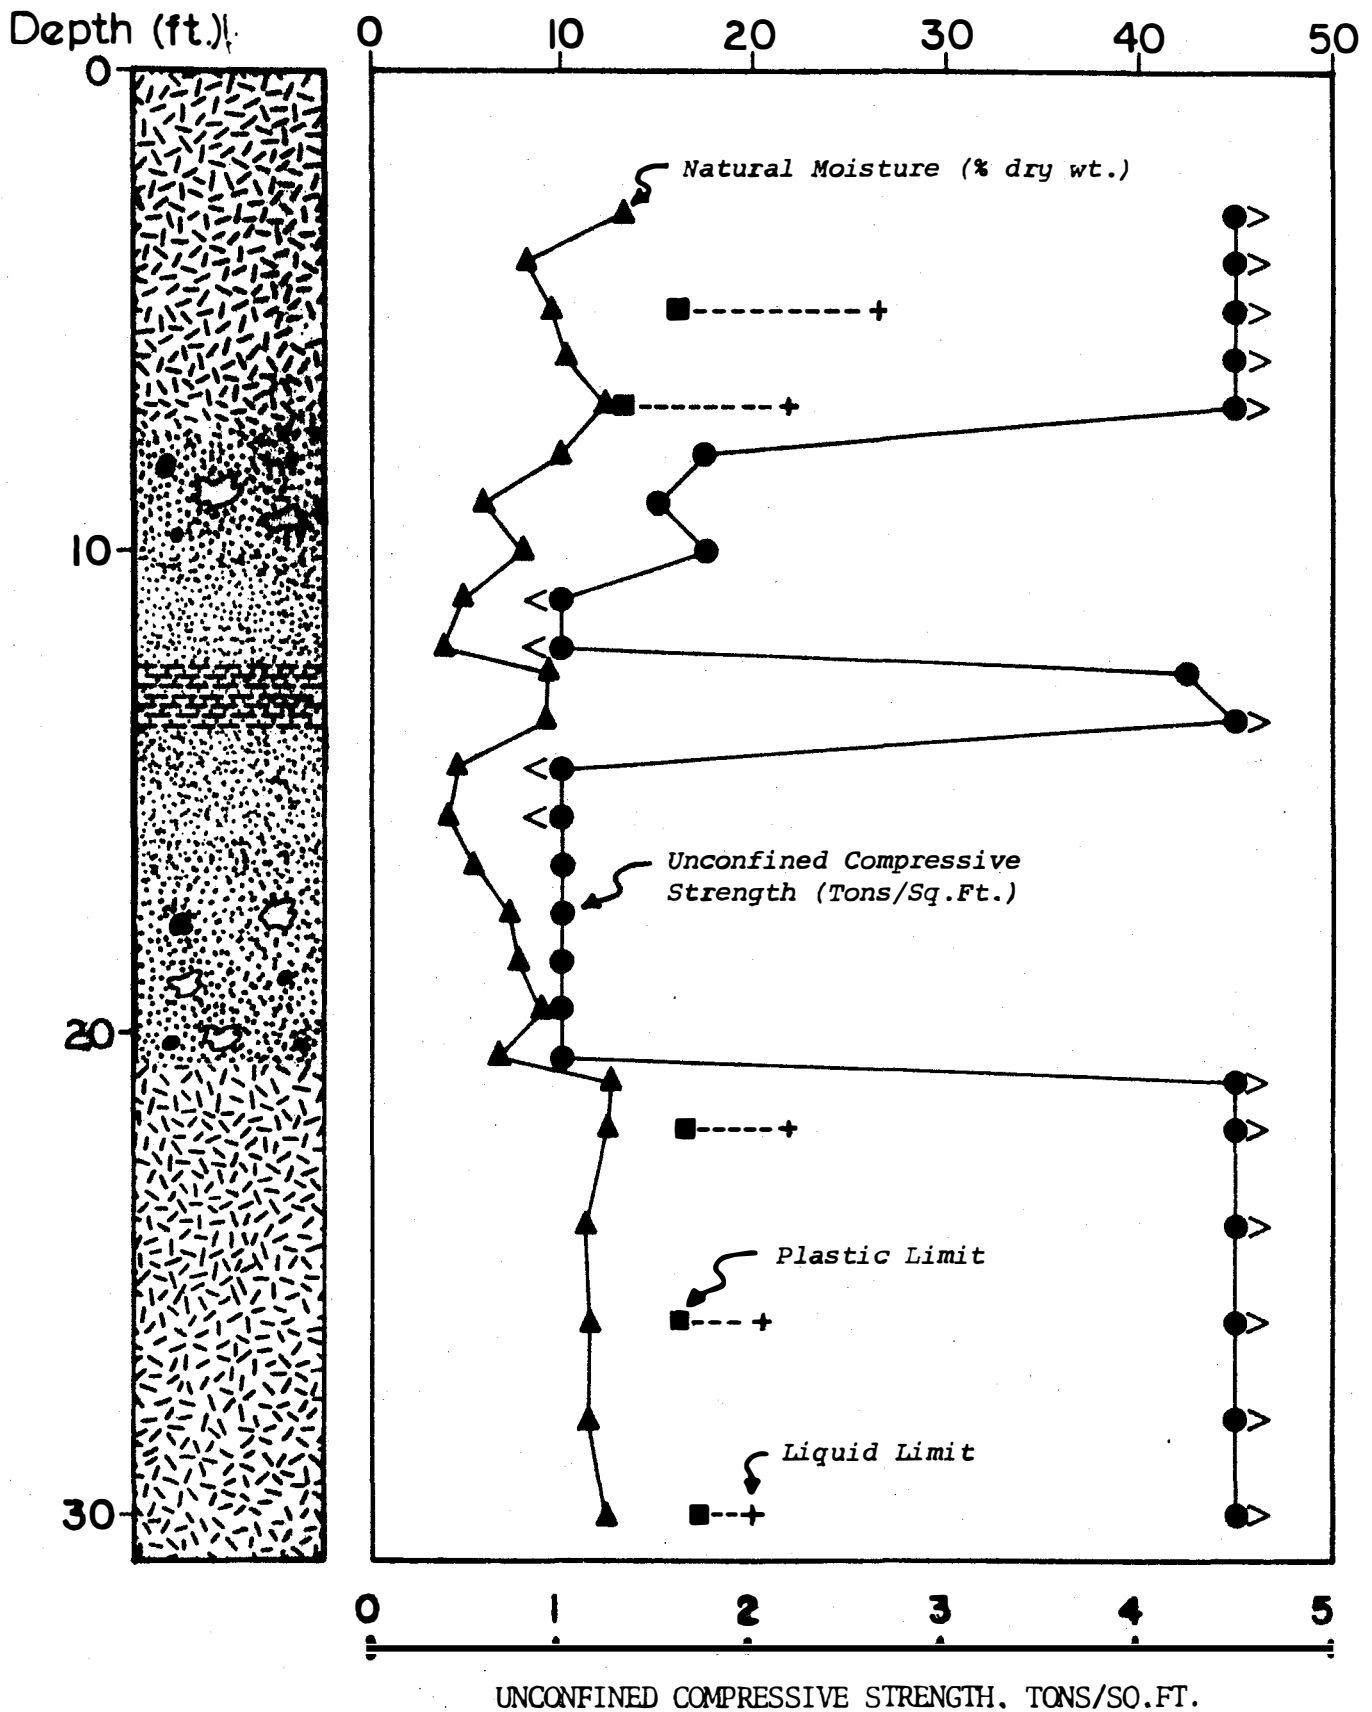 Depth (ft.)
0 10 20 30 40 50
0
Natural Moisture (% dry wt.)
10
Unconfined Compressive
Strength (Tons/Sq.Ft.)
20
Plastic Limit
Liquid Limit
30
0 1 2 3 4 5
UNCONFINED COMPRESSIVE STRENGTH. TONS/SQ.FT.